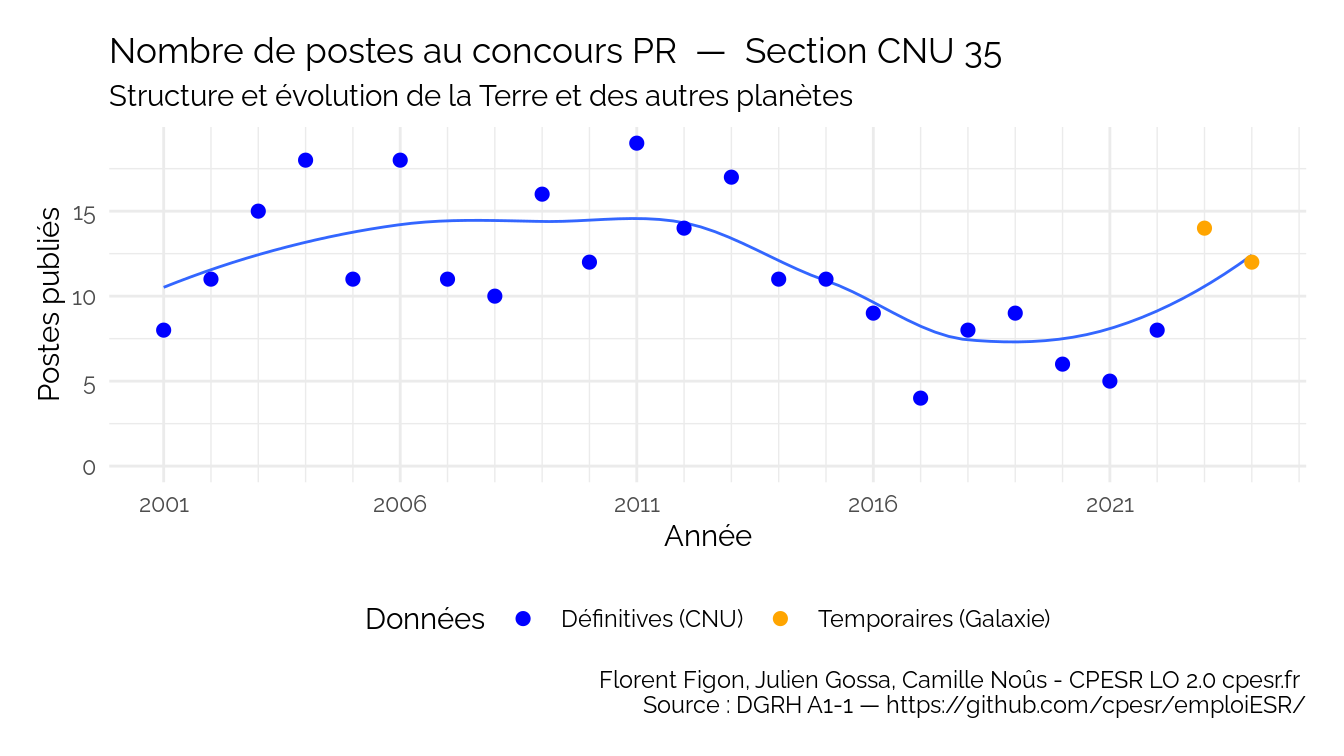 Nombre de postes au concours PR — Section CNU 35
Structure et évolution de la Terre et des autres planètes
Postes publiés
15
10
5
0
2001 2006 2011 2016 2021
Année
Données Définitives (CNU) Temporaires (Galaxie)
Florent Figon, Julien Gossa, Camille Noûs - CPESR LO 2.0 cpesr.fr
Source : DGRH A1-1 — https://github.com/cpesr/emploiESR/